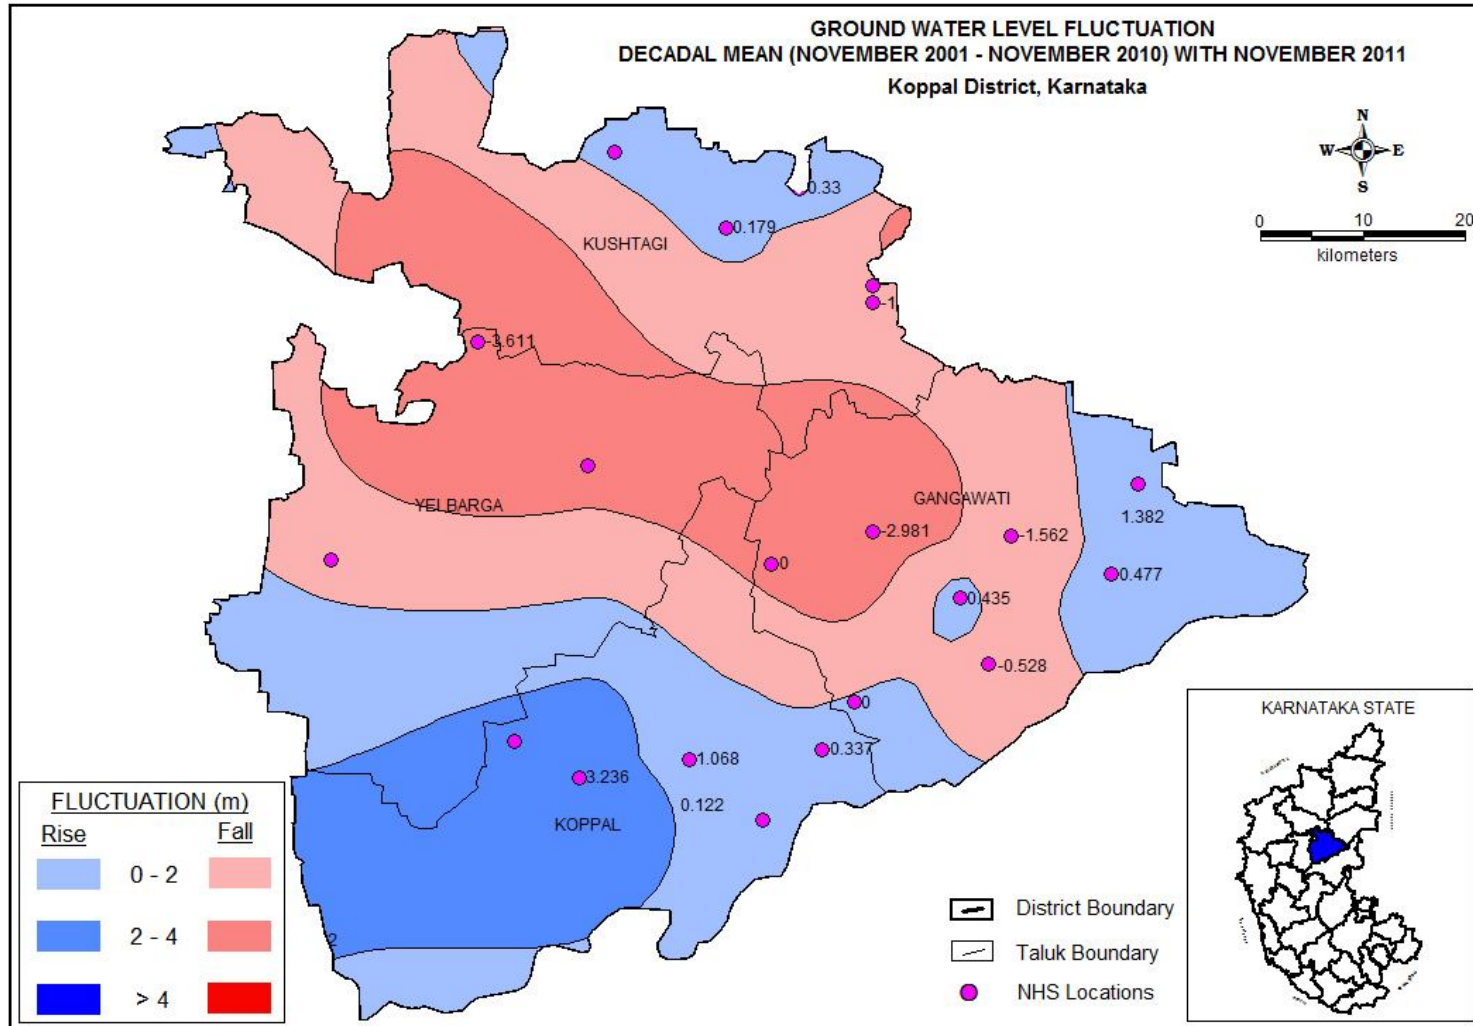 GROUND WATER LEVEL FLUCTUATION
DECADAL MEAN (NOVEMBER 2001 - NOVEMBER 2010) WITH NOVEMBER 2011
Koppal District, Karnataka
N
W E
S
0 10 20
kilometers
0.33
0.179
KUSHTAGI
-1
-3.611
YELBARGA
GANGAWATI
1.382
-2.981
-1.562
0
0.477
0.435
-0.528
0
0.337
1.068
3.236
0.122
KOPPAL
2
FLUCTUATION (m)
Rise Fall
0 - 2
2 - 4
> 4
District Boundary
Taluk Boundary
NHS Locations
KARNATAKA STATE